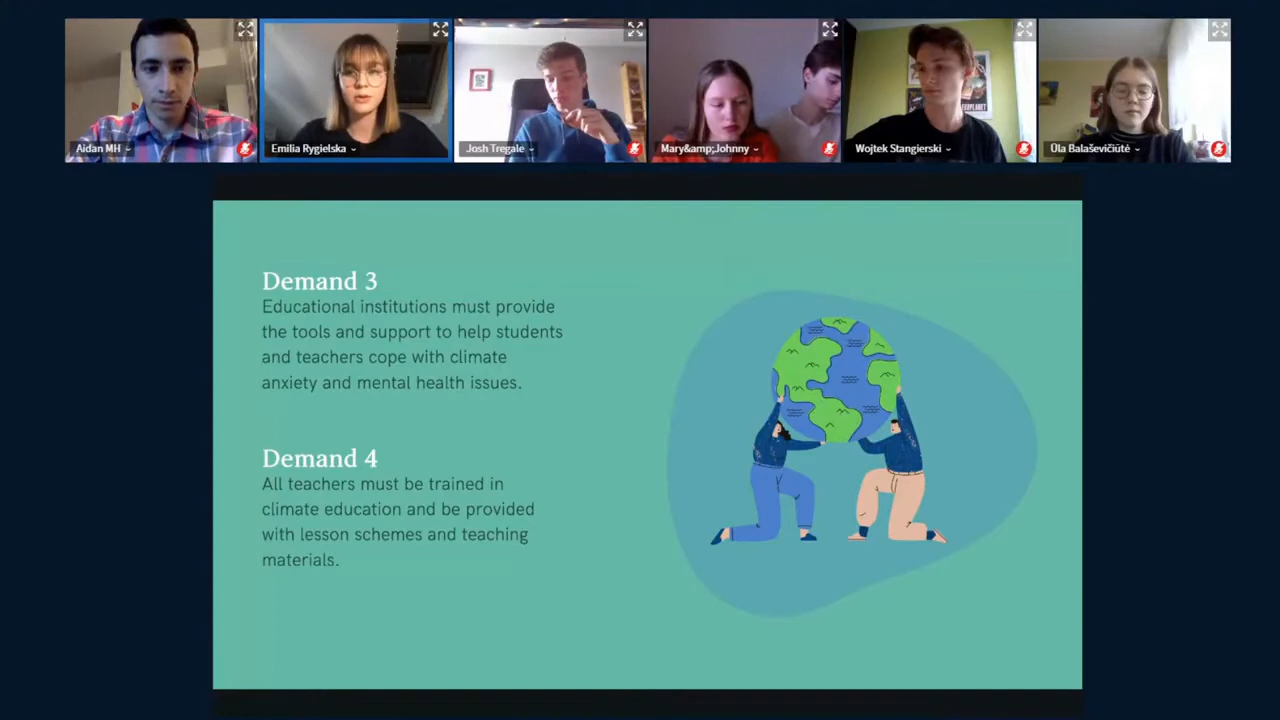 Aidan MH
Emilia Rygielska
Josh Tregale
Mary&amp;Johnny
Wojtek Stangierski
Ūla Balaševičiūtė
Demand 3
Educational institutions must provide
the tools and support to help students
and teachers cope with climate
anxiety and mental health issues.
Demand 4
All teachers must be trained in
climate education and be provided
with lesson schemes and teaching
materials.